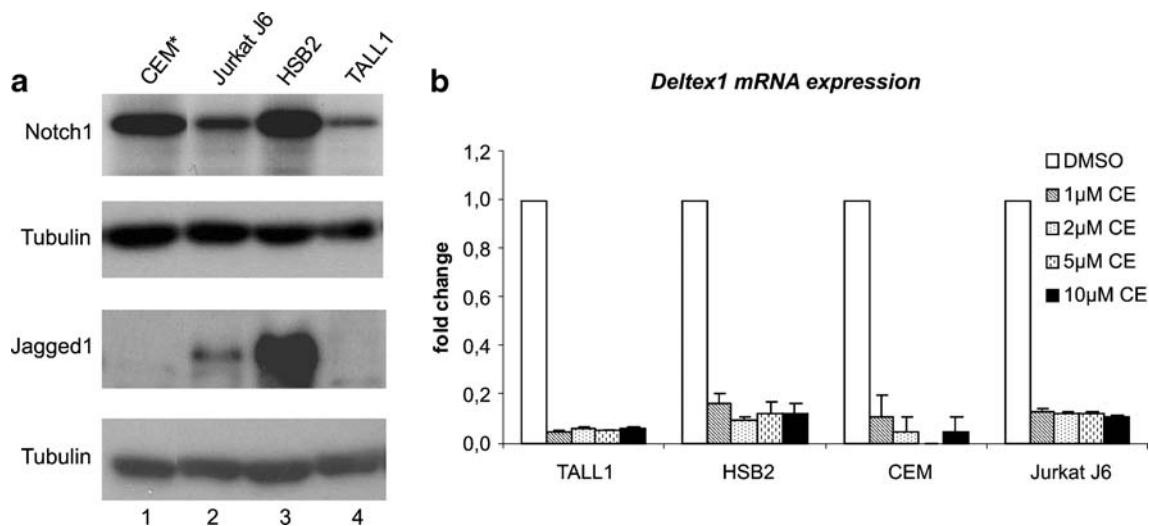 a
CEM*
Jurkat J6
HSB2
TALL1
Notch1
Tubulin
Jagged1
Tubulin
1 2 3 4
b
Deltex1 mRNA expression
fold change
1,2
1,0
0,8
0,6
0,4
0,2
0,0
TALL1 HSB2 CEM Jurkat J6
DMSO
1µM CE
2µM CE
5µM CE
10µM CE